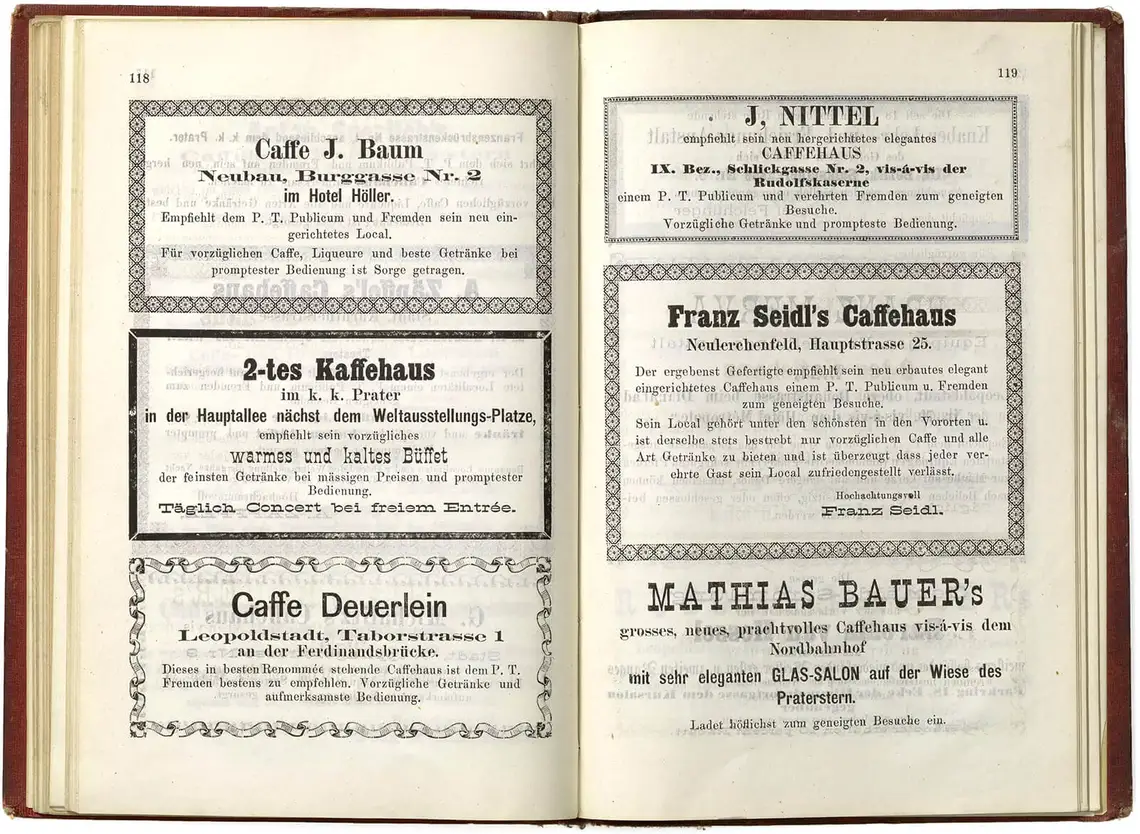 118
Caffe J. Baum
Neubau, Burggasse Nr. 2
im Hotel Höller.
Empfiehlt dem P. T. Publicum und Fremden sein neu ein-
gerichtetes Local.
Für vorzüglichen Caffe, Liqueure und beste Getränke bei
promptester Bedienung ist Sorge getragen.
2-tes Kaffehaus
im k. k. Prater
in der Hauptallee nächst dem Weltausstellungs-Platze,
empfiehlt sein vorzügliches
warmes und kaltes Büffet
der feinsten Getränke bei mässigen Preisen und promptester
Bedienung.
Täglich Concert bei freiem Entrée.
Caffe Deuerlein
Leopoldstadt, Taborstrasse 1
an der Ferdinandsbrücke.
Dieses in besten Renommée stehende Caffehaus ist dem P. T.
Fremden bestens zu empfehlen. Vorzügliche Getränke und
aufmerksamste Bedienung.
119
J, NITTEL
empfiehlt sein neu hergerichtetes elegantes
CAFFEHAUS
IX. Bez., Schlickgasse Nr. 2, vis-á-vis der
Rudolfskaserne
einem P. T. Publicum und verehrten Fremden zum geneigten
Besuche.
Vorzügliche Getränke und prompteste Bedienung.
Franz Seidl's Caffehaus
Neulerchenfeld, Hauptstrasse 25.
Der ergebenst Gefertigte empfiehlt sein neu erbautes elegant
eingerichtetes Caffehaus einem P. T. Publicum u. Fremden
zum geneigten Besuche.
Sein Local gehört unter den schönsten in den Vororten u.
ist derselbe stets bestrebt nur vorzüglichen Caffe und alle
Art Getränke zu bieten und ist überzeugt dass jeder ver-
ehrte Gast sein Local zufriedengestellt verlässt.
Hochachtungsvoll
Franz Seidl.
MATHIAS BAUER's
grosses, neues, prachtvolles Caffehaus vis-á-vis dem
Nordbahnhof
mit sehr eleganten GLAS-SALON auf der Wiese des
Praterstern.
Ladet höflichst zum geneigten Besuche ein.